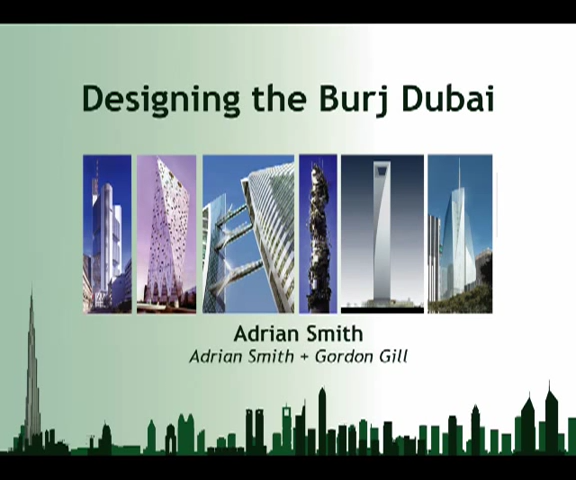 Designing the Burj Dubai
Adrian Smith
Adrian Smith + Gordon Gill